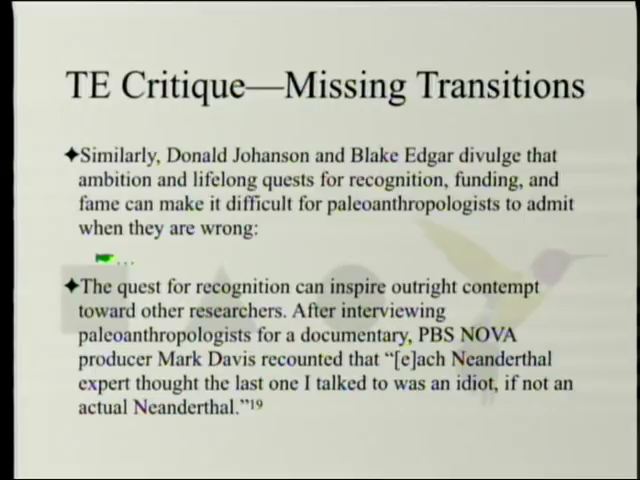 TE Critique—Missing Transitions
✦Similarly, Donald Johanson and Blake Edgar divulge that
ambition and lifelong quests for recognition, funding, and
fame can make it difficult for paleoanthropologists to admit
when they are wrong:
☛…
✦The quest for recognition can inspire outright contempt
toward other researchers. After interviewing
paleoanthropologists for a documentary, PBS NOVA
producer Mark Davis recounted that “[e]ach Neanderthal
expert thought the last one I talked to was an idiot, if not an
actual Neanderthal.”¹⁹